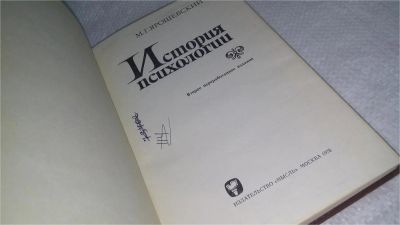 М.Г. ЯРОШЕВСКИЙ
История
психологии
Второе, переработанное издание
ИЗДАТЕЛЬСТВО «МЫСЛЬ» МОСКВА 1976